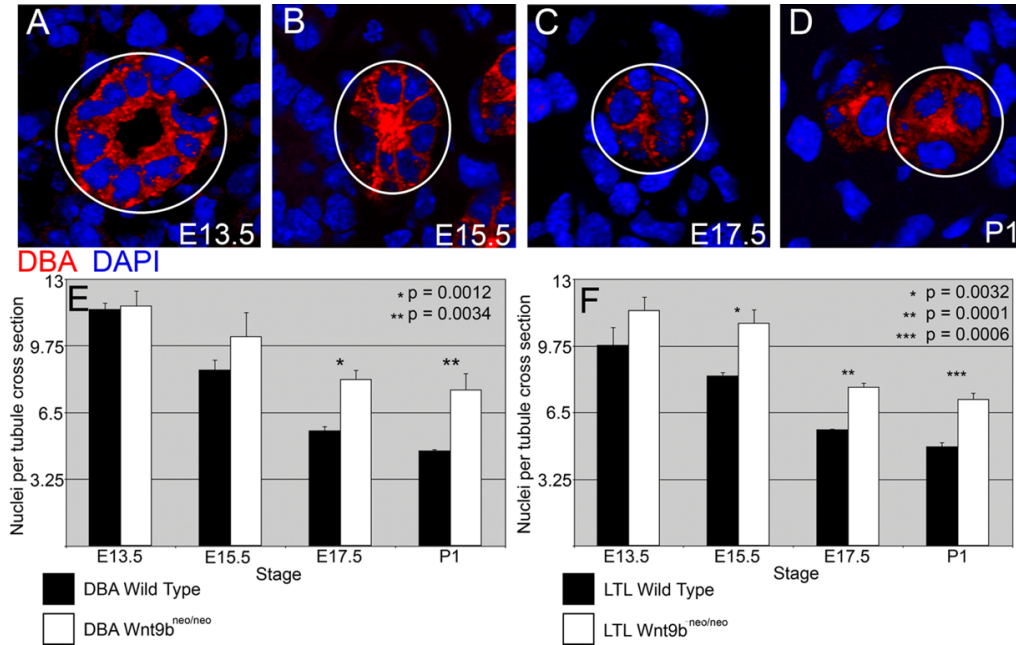 A B C D
E13.5 E15.5 E17.5 P1
DBA DAPI
E
* p = 0.0012
** p = 0.0034
Nuclei per tubule cross section
13
9.75
6.5
3.25
* **
E13.5 E15.5 E17.5 P1
Stage
DBA Wild Type
DBA Wnt9b neo/neo
F
* p = 0.0032
** p = 0.0001
*** p = 0.0006
Nuclei per tubule cross section
13
9.75
6.5
3.25
* ** ***
E13.5 E15.5 E17.5 P1
Stage
LTL Wild Type
LTL Wnt9b neo/neo